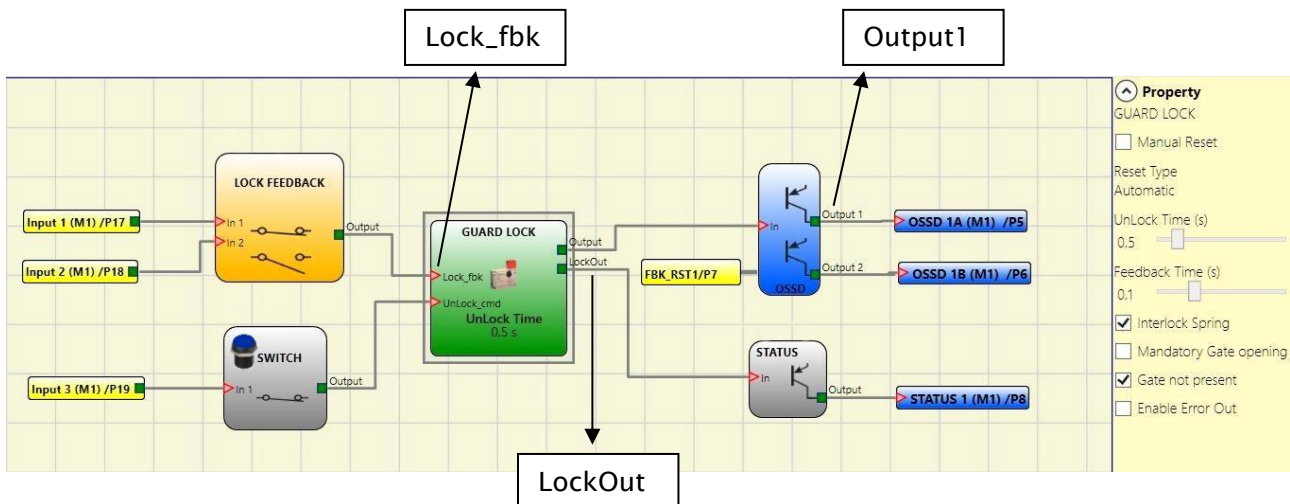 Lock_fbk
Output1
LOCK FEEDBACK
Input 1 (M1) /P17
In 1
In 2
Output
Input 2 (M1) /P18
GUARD LOCK
Output
LockOut
Lock_fbk
UnLock_cmd
UnLock Time
0,5 s
SWITCH
Input 3 (M1) /P19
In 1
Output
FBK_RST1/P7
In
Output 1
Output 2
OSSD
OSSD 1A (M1) /P5
OSSD 1B (M1) /P6
STATUS
In
Output
STATUS 1 (M1) /P8
LockOut
Property
GUARD LOCK
Manual Reset
Reset Type
Automatic
UnLock Time (s)
0,5
Feedback Time (s)
0,1
Interlock Spring
Mandatory Gate opening
Gate not present
Enable Error Out